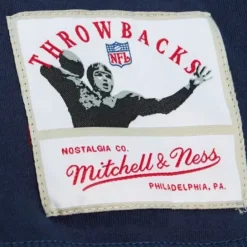 THROWBACKS
NFL
NOSTALGIA CO.
Mitchell & Ness
PHILADELPHIA, PA.